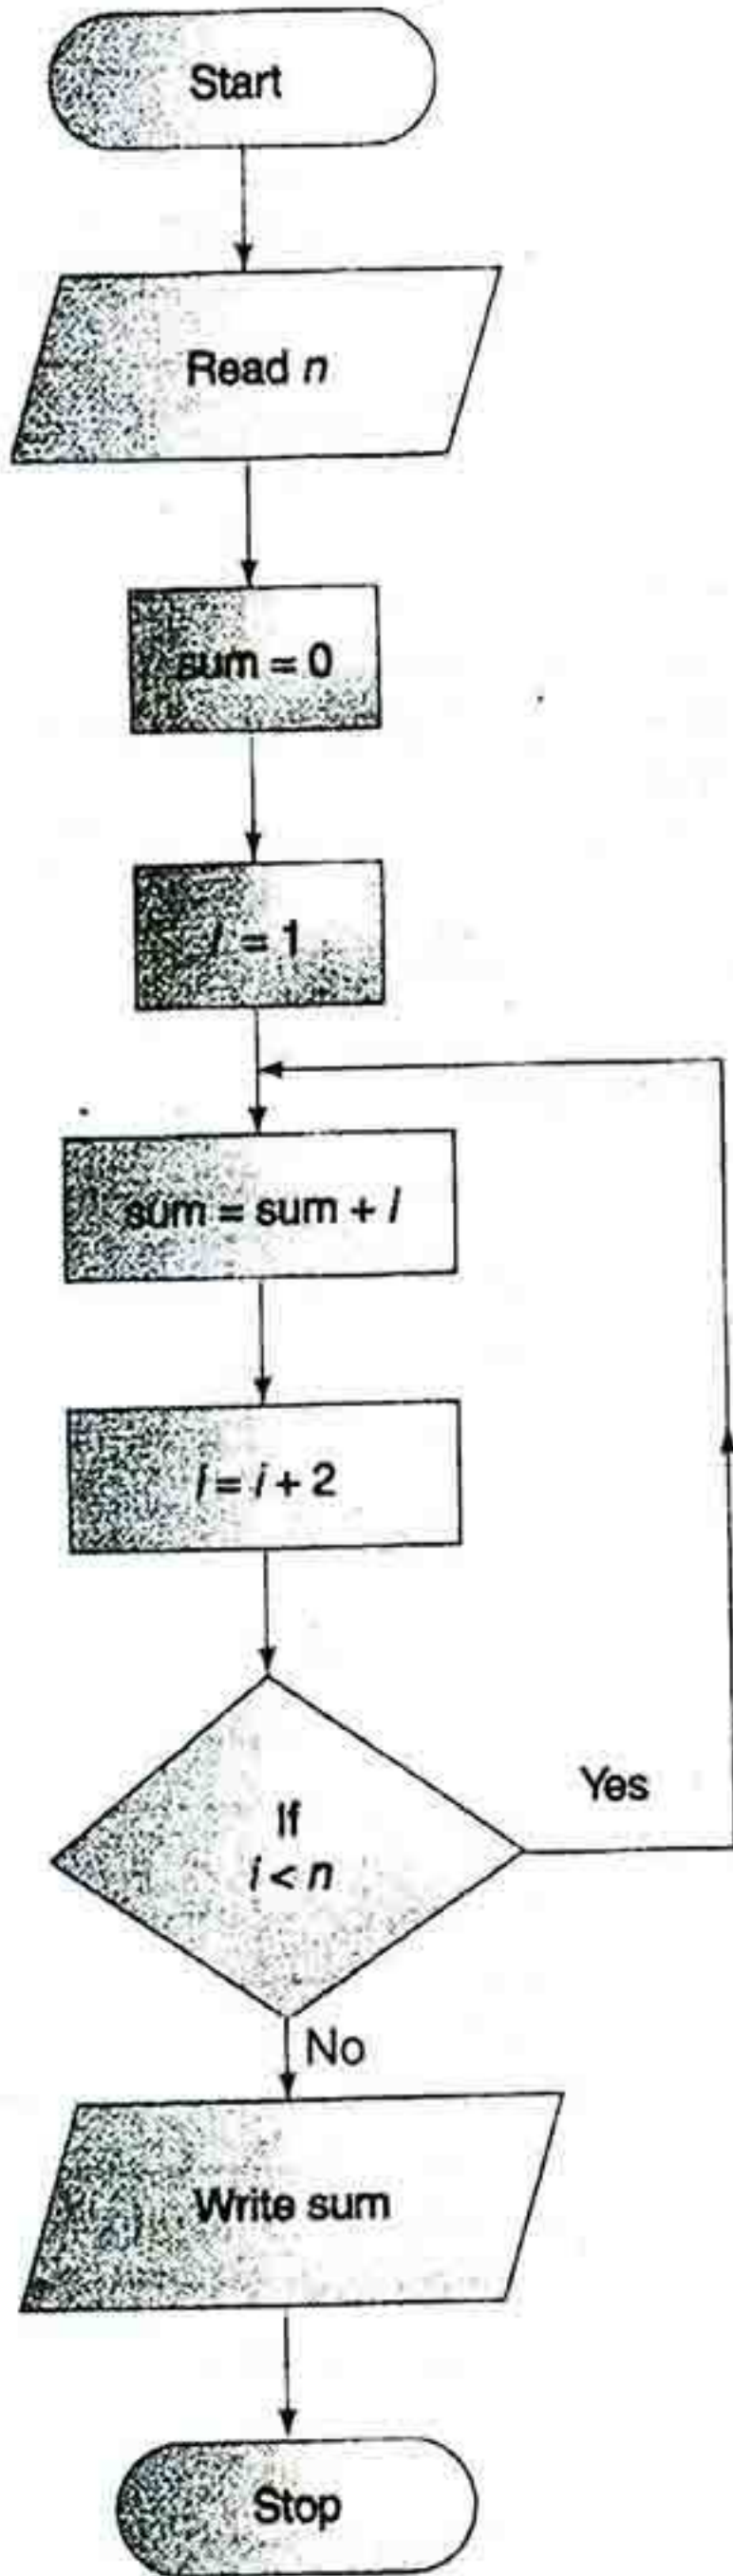 Start
Read n
sum = 0
i = 1
sum = sum + i
i = i + 2
If
i < n
Yes
No
Write sum
Stop